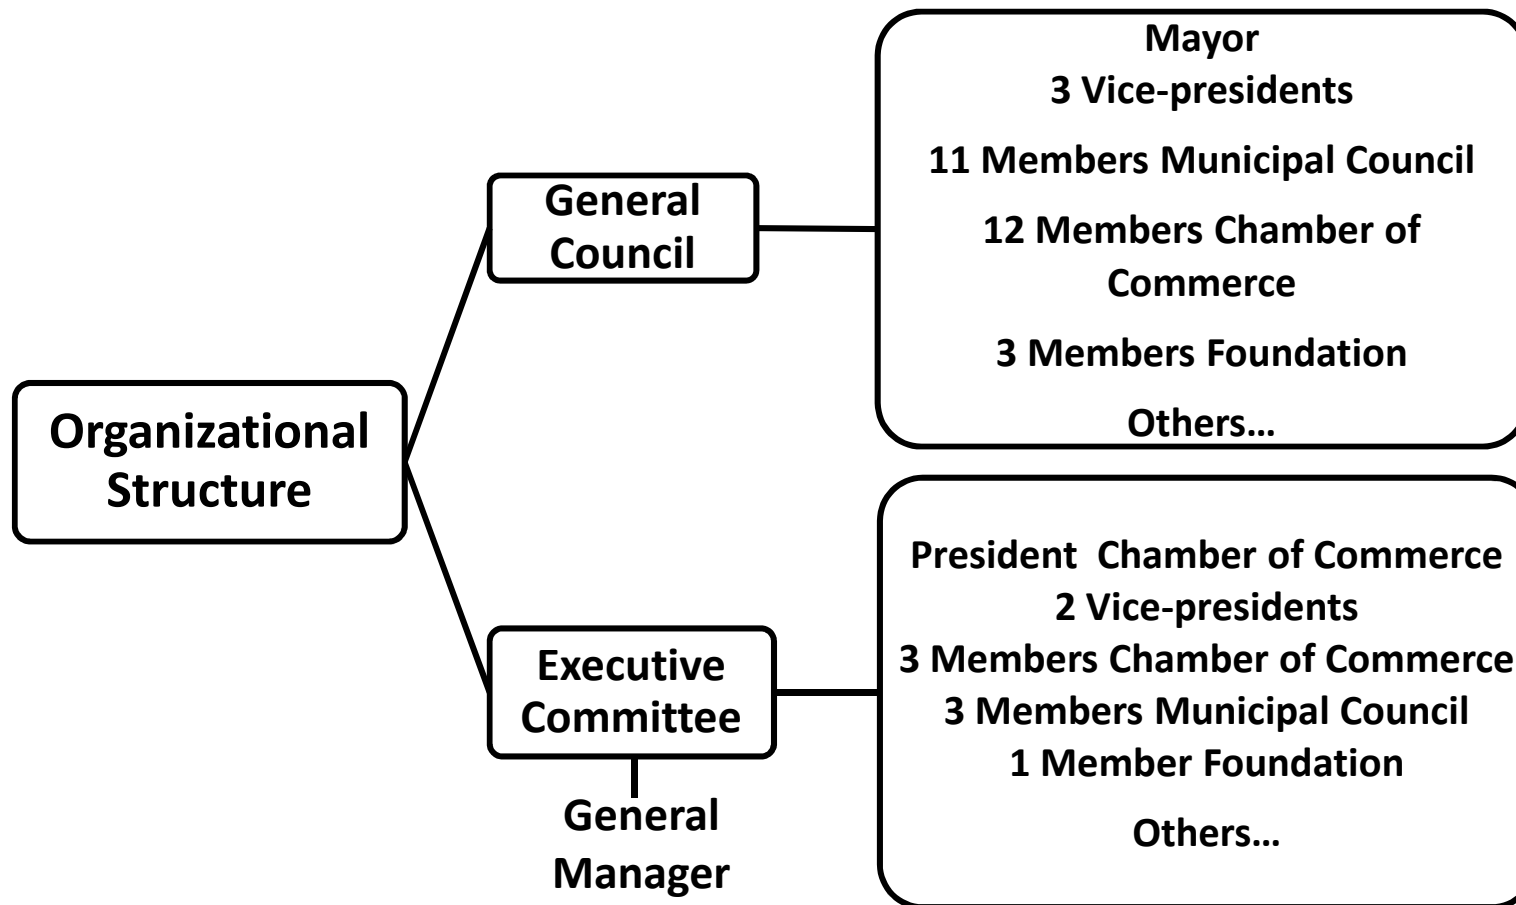 Organizational
Structure
General
Council
Mayor
3 Vice-presidents
11 Members Municipal Council
12 Members Chamber of
Commerce
3 Members Foundation
Others…
Executive
Committee
General
Manager
President  Chamber of Commerce
2 Vice-presidents
3 Members Chamber of Commerce
3 Members Municipal Council
1 Member Foundation
Others…